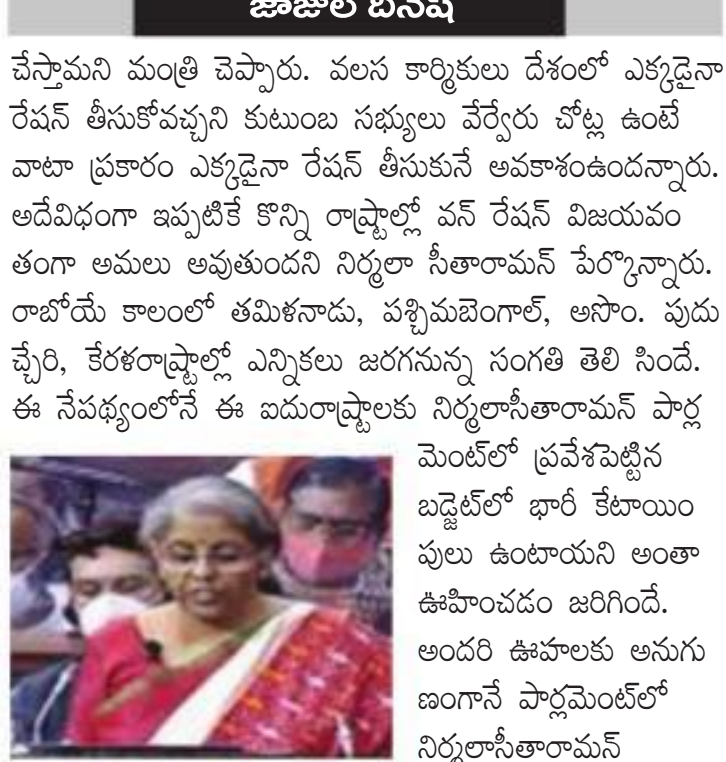 జాజుల దినేష్
చేస్తామని మంత్రి చెప్పారు. వలస కార్మికులు దేశంలో ఎక్కడైనా
రేషన్ తీసుకోవచ్చని కుటుంబ సభ్యులు వేర్వేరు చోట్ల ఉంటే
వాటా ప్రకారం ఎక్కడైనా రేషన్ తీసుకునే అవకాశంఉందన్నారు.
అదేవిధంగా ఇప్పటికే కొన్ని రాష్ట్రాల్లో వన్ రేషన్ విజయవం
తంగా అమలు అవుతుందని నిర్మలా సీతారామన్ పేర్కొన్నారు.
రాబోయే కాలంలో తమిళనాడు, పశ్చిమబెంగాల్, అసొం. పుదు
చ్చేరి, కేరళరాష్ట్రాల్లో ఎన్నికలు జరగనున్న సంగతి తెలి సిందే.
ఈ నేపథ్యంలోనే ఈ ఐదురాష్ట్రాలకు నిర్మలాసీతారామన్ పార్ల
మెంట్‌లో ప్రవేశపెట్టిన
బడ్జెట్‌లో భారీ కేటాయిం
పులు ఉంటాయని అంతా
ఊహించడం జరిగిందే.
అందరి ఊహలకు అనుగు
ణంగానే పార్లమెంట్‌లో
నిర్మలాసీతారామన్